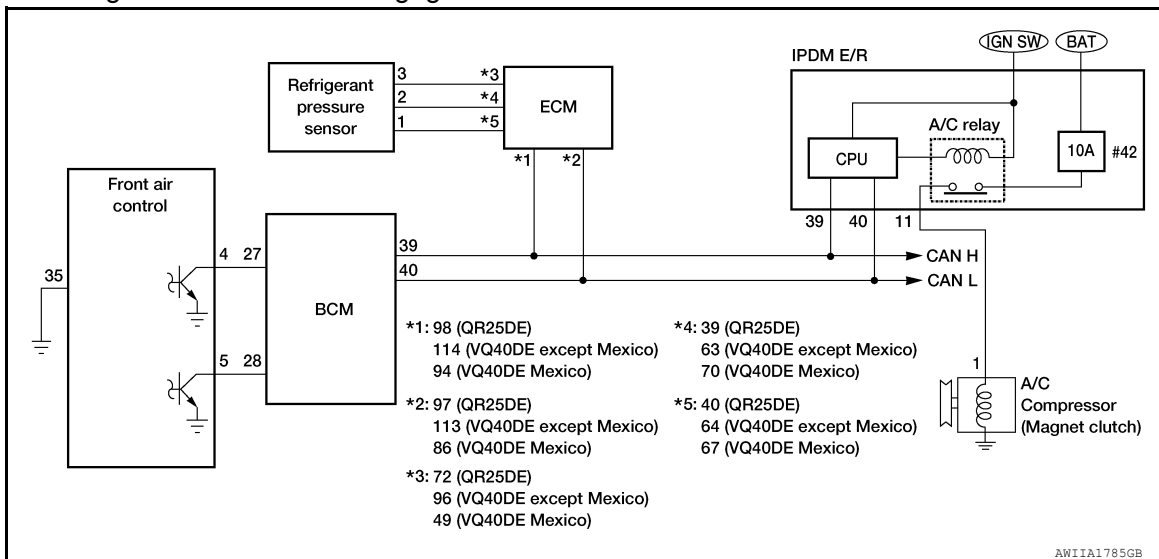 IGN SW
BAT
IPDM E/R
Refrigerant
pressure
sensor
3
2
1
*3
*4
*5
ECM
*1
*2
A/C relay
CPU
10A
#42
39
40
11
Front air
control
35
4
27
5
28
BCM
39
40
CAN H
CAN L
*1: 98 (QR25DE)
114 (VQ40DE except Mexico)
94 (VQ40DE Mexico)
*2: 97 (QR25DE)
113 (VQ40DE except Mexico)
86 (VQ40DE Mexico)
*3: 72 (QR25DE)
96 (VQ40DE except Mexico)
49 (VQ40DE Mexico)
*4: 39 (QR25DE)
63 (VQ40DE except Mexico)
70 (VQ40DE Mexico)
*5: 40 (QR25DE)
64 (VQ40DE except Mexico)
67 (VQ40DE Mexico)
1
A/C
Compressor
(Magnet clutch)
AWIIA1785GB